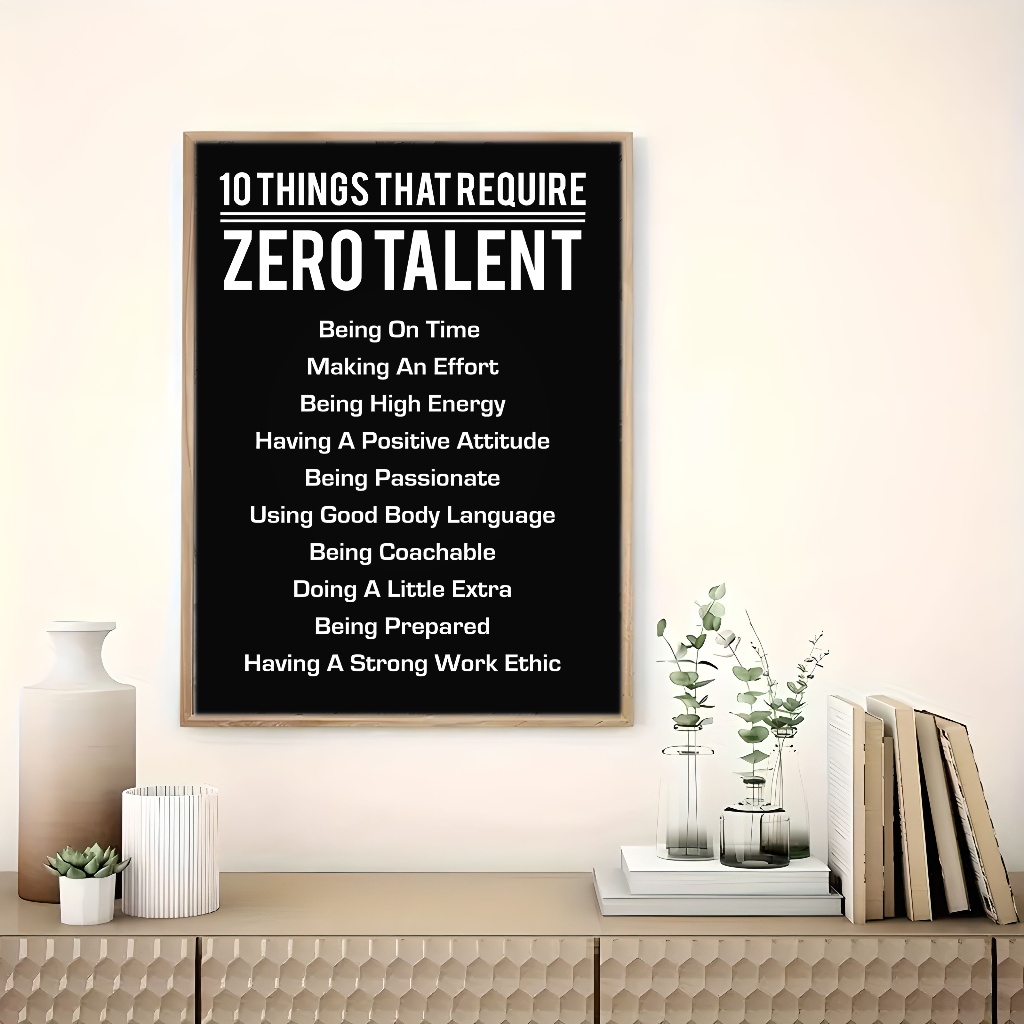 10 THINGS THAT REQUIRE
ZERO TALENT
Being On Time
Making An Effort
Being High Energy
Having A Positive Attitude
Being Passionate
Using Good Body Language
Being Coachable
Doing A Little Extra
Being Prepared
Having A Strong Work Ethic